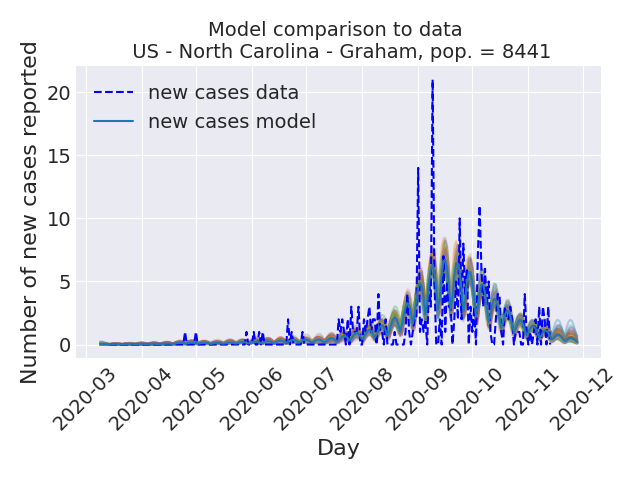 Model comparison to data
US - North Carolina - Graham, pop. = 8441
Number of new cases reported
20
15
10
5
0
new cases data
new cases model
2020-03
2020-04
2020-05
2020-06
2020-07
2020-08
2020-09
2020-10
2020-11
2020-12
Day